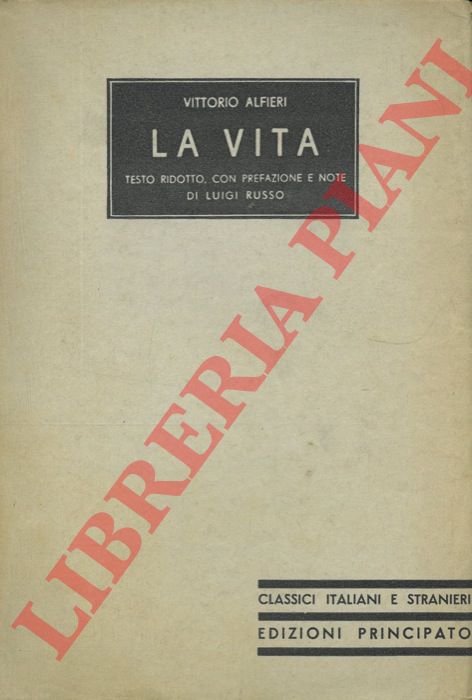 VITTORIO ALFIERI
LA VITA
TESTO RIDOTTO, CON PREFAZIONE E NOTE
DI LUIGI RUSSO
LIBRERIA PIANI
CLASSICI ITALIANI E STRANIERI
EDIZIONI PRINCIPATO